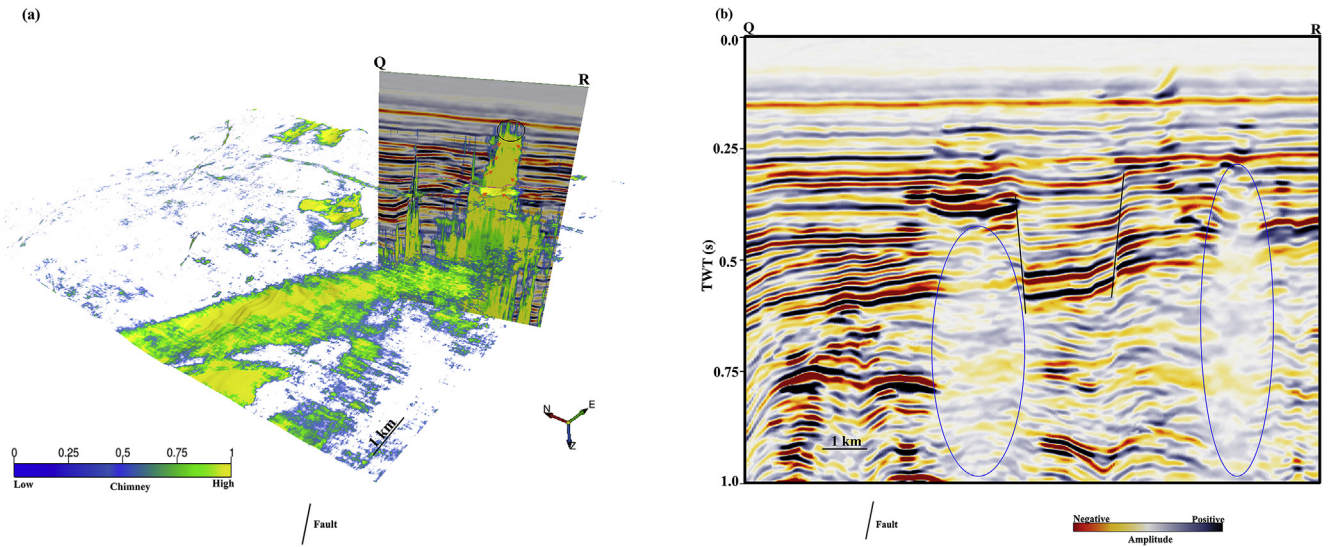 (a)
Q
R
N
E
Z
1 km
0 0.25 0.5 0.75 1
Low Chimney High
Fault
(b)
Q R
0.0
0.25
0.5
0.75
1.0
TWT (s)
1 km
Fault
Negative Positive
Amplitude